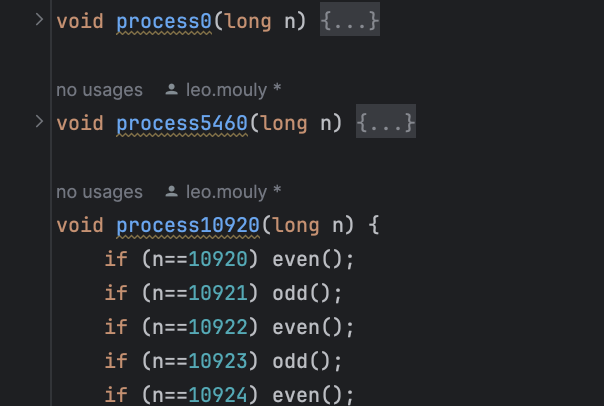 void process0(long n) {...}
no usages leo.mouly *
void process5460(long n) {...}
no usages leo.mouly *
void process10920(long n) {
if (n==10920) even();
if (n==10921) odd();
if (n==10922) even();
if (n==10923) odd();
if (n==10924) even();